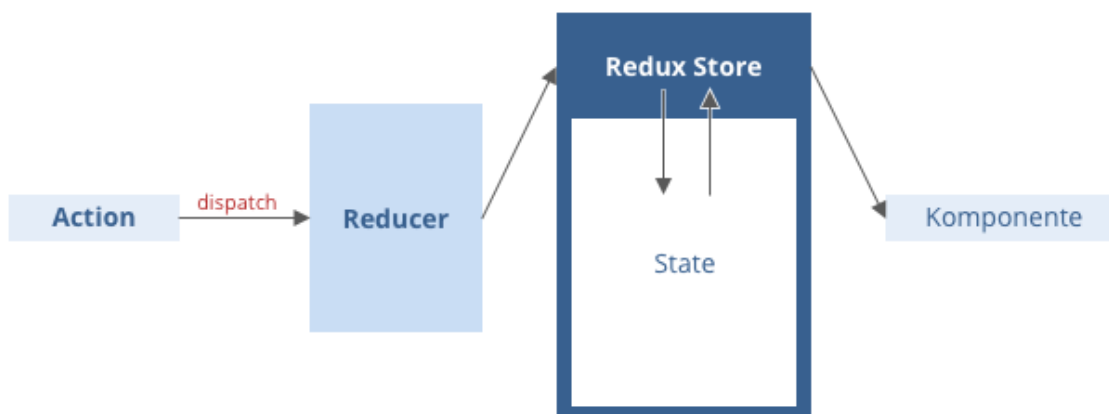 Redux Store
dispatch
Action
Reducer
State
Komponente